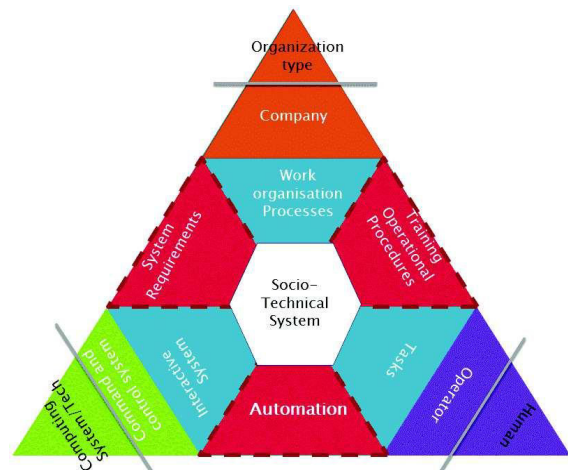 Organization
type
Company
Work
organisation
Processes
System
Requirements
Training
Operational
Procedures
Socio-
Technical
System
Computing
System/Tech
Command and
control system
Interactive
System
Automation
Tasks
Operator
Human